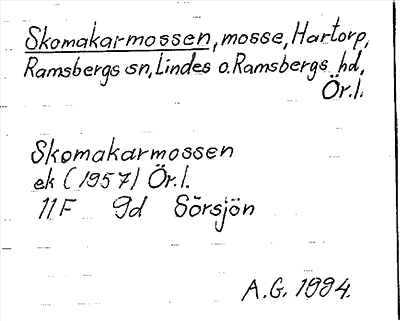 Skomakarmossen, mosse, Hartorp,
Ramsbergs sn, Lindes o. Ramsbergs hd,
Ör.l.
Skomakarmossen
ek (1957) Ör.l.
11F 9d Sörsjön
A.G. 1994.